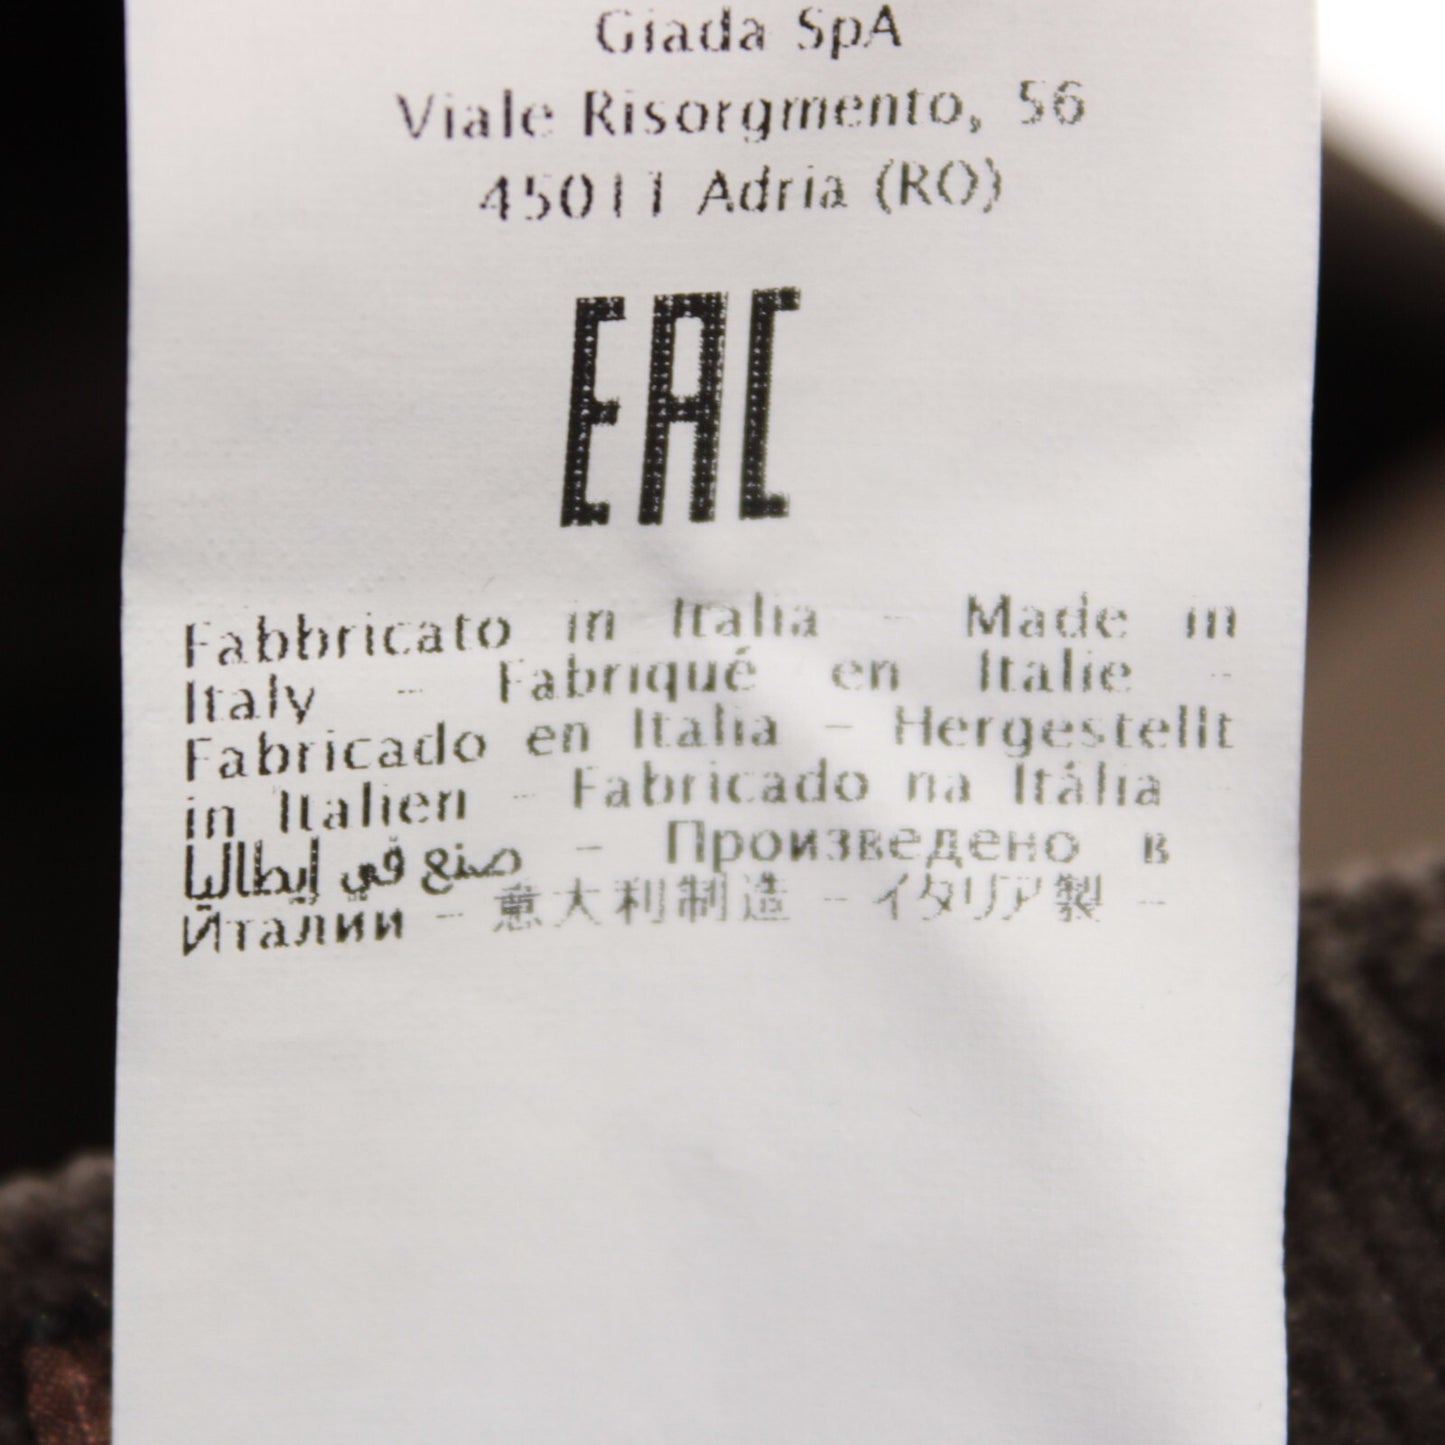 Giada SpA
Viale Risorgmento, 56
45011 Adria (RO)
EAC
Fabbricato in Italia - Made in
Italy - Fabriqué en Italie -
Fabricado en Italia - Hergestellt
in Italien - Fabricado na Itália
صنع في إيطاليا - Произведено в
Италии - 意大利制造 - イタリア製 -